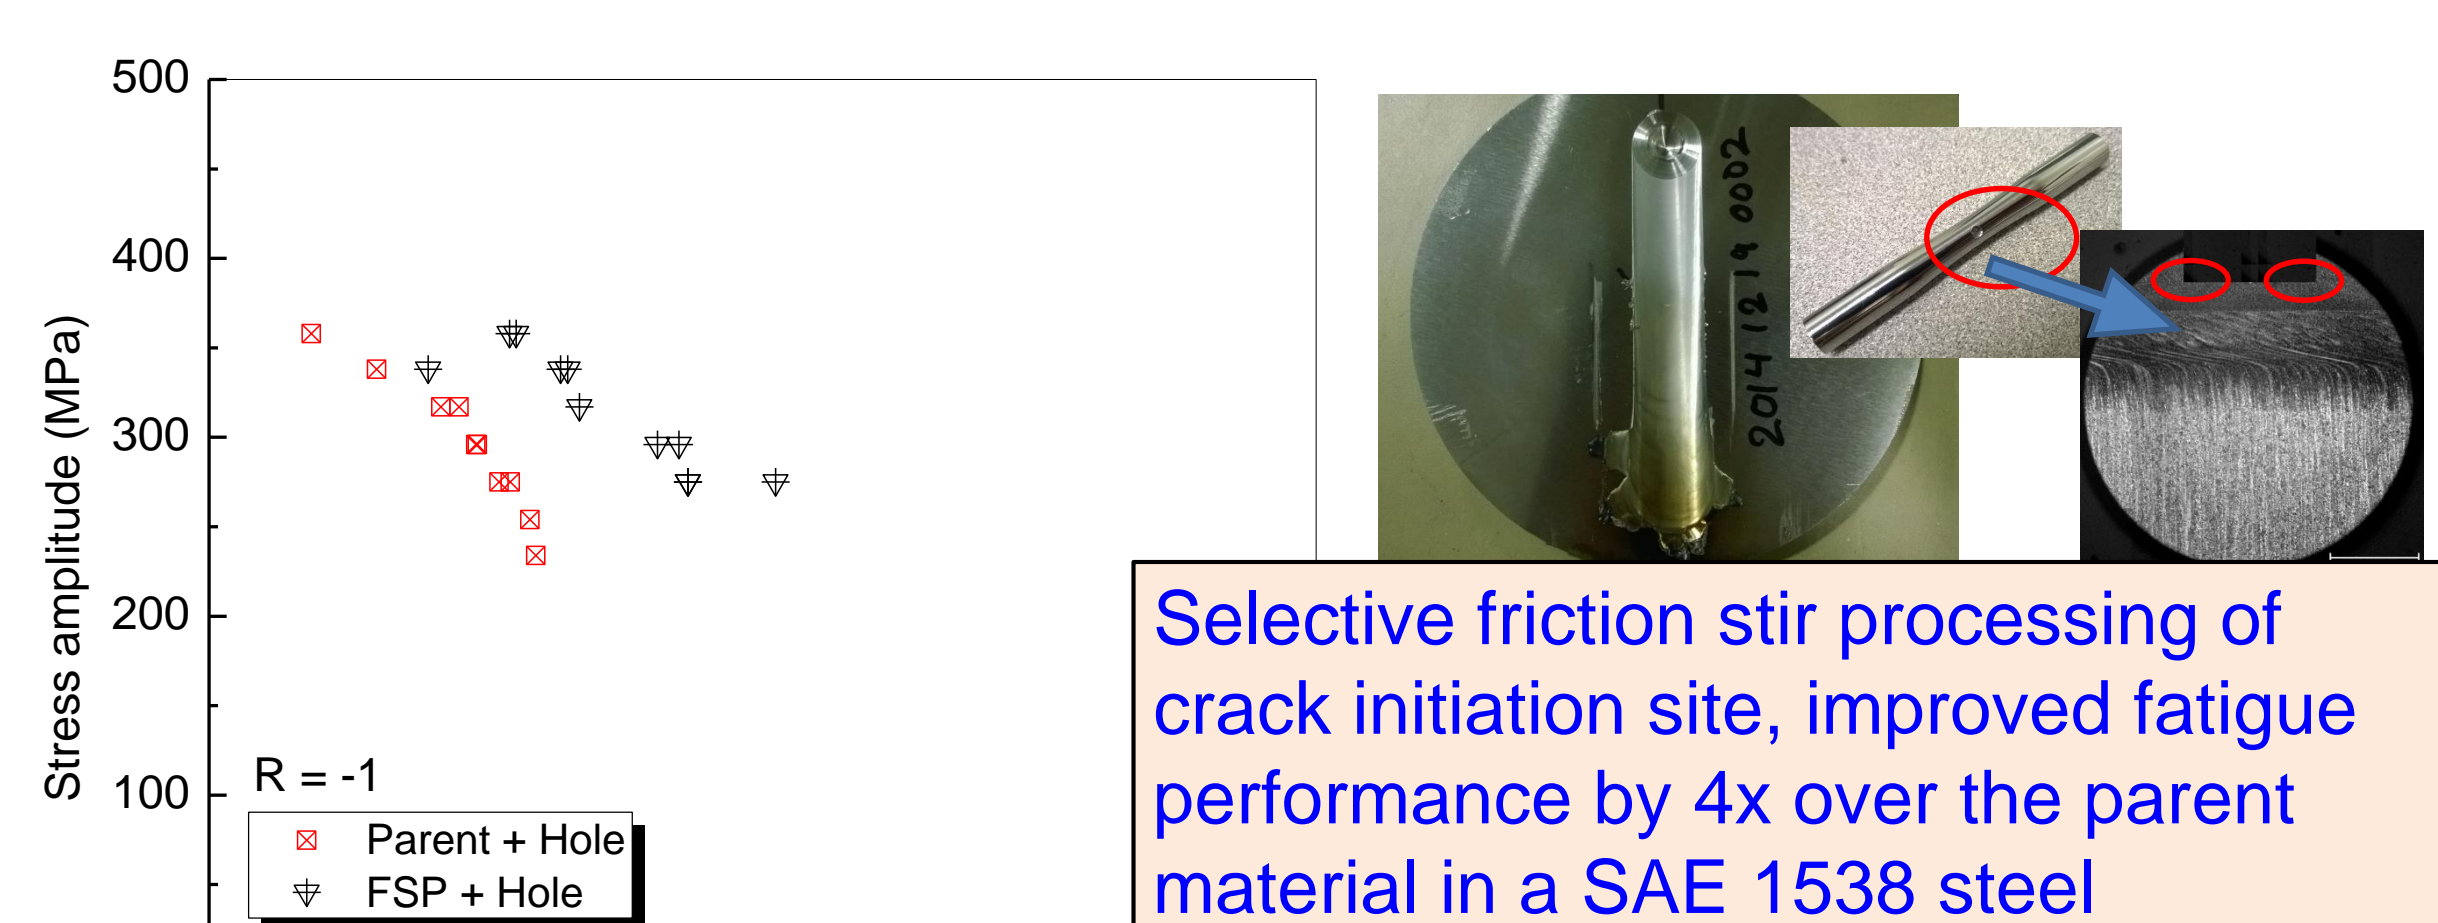 500
400
300
200
100
Stress amplitude (MPa)
R = -1
Parent + Hole
FSP + Hole
2014 12 19 0002
Selective friction stir processing of
crack initiation site, improved fatigue
performance by 4x over the parent
material in a SAE 1538 steel